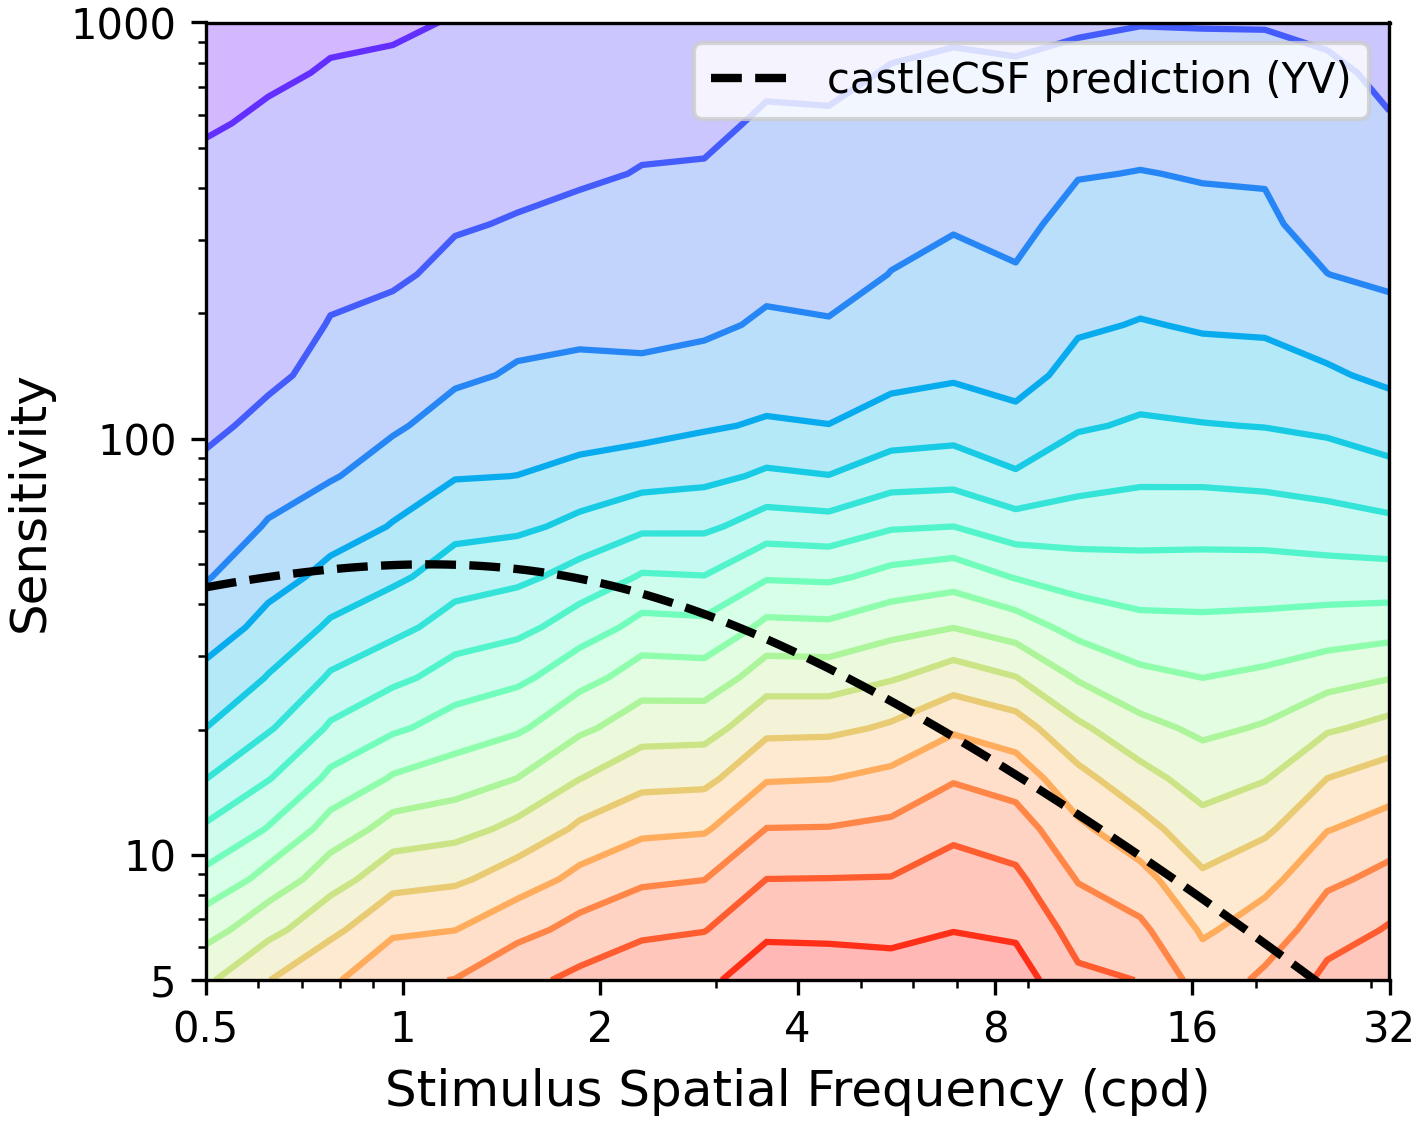 1000
castleCSF prediction (YV)
100
10
5
Sensitivity
0.5 1 2 4 8 16 32
Stimulus Spatial Frequency (cpd)